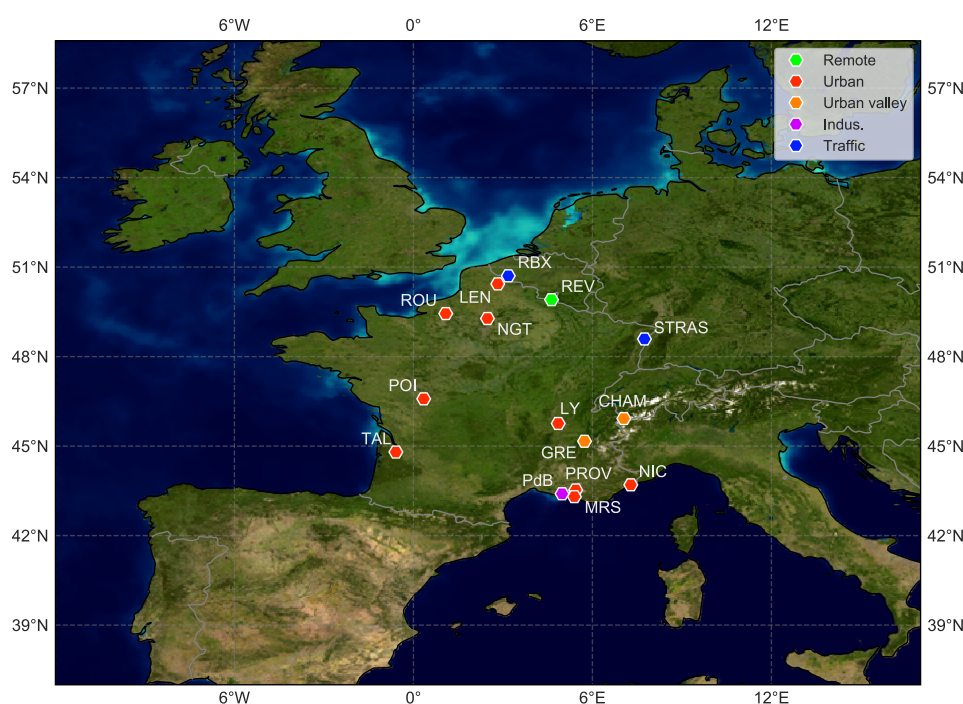 6°W 0° 6°E 12°E
Remote
Urban
Urban valley
Indus.
Traffic
57°N 57°N
54°N 54°N
51°N 51°N
RBX
REV
LEN
ROU
NGT
STRAS
48°N 48°N
POI
CHAM
LY
TAL
45°N 45°N
GRE
NIC
PROV
PdB
MRS
42°N 42°N
39°N 39°N
6°W 0° 6°E 12°E